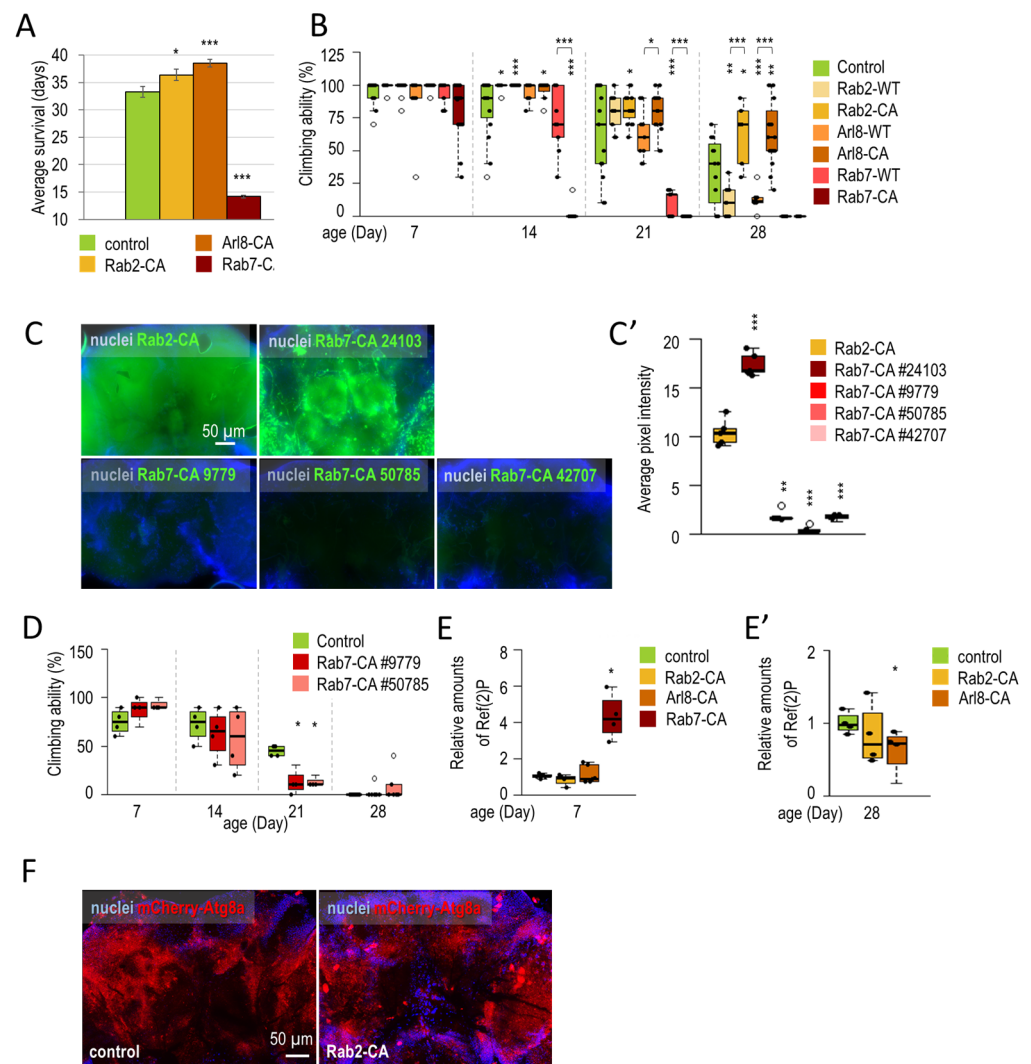 A
Average survival (days)
40
35
30
25
20
15
10
*
***
***
control
Rab2-CA
Arl8-CA
Rab7-C
B
Climbing ability (%)
125
100
75
50
25
0
*
***
***
***
*
*
*
***
***
***
**
*
***
***
**
age (Day)
7
14
21
28
Control
Rab2-WT
Rab2-CA
Arl8-WT
Arl8-CA
Rab7-WT
Rab7-CA
C
nuclei Rab2-CA
50 µm
nuclei Rab7-CA 24103
nuclei Rab7-CA 9779
nuclei Rab7-CA 50785
nuclei Rab7-CA 42707
C’
Average pixel intensity
20
15
10
5
0
***
**
***
***
Rab2-CA
Rab7-CA #24103
Rab7-CA #9779
Rab7-CA #50785
Rab7-CA #42707
D
Climbing ability (%)
150
100
50
0
* *
7
14
21
28
age (Day)
Control
Rab7-CA #9779
Rab7-CA #50785
E
Relative amounts
of Ref(2)P
8
6
4
2
0
*
age (Day)
7
control
Rab2-CA
Arl8-CA
Rab7-CA
E’
Relative amounts
of Ref(2)P
2
1
0
*
age (Day)
28
control
Rab2-CA
Arl8-CA
F
nuclei mCherry-Atg8a
control
50 µm
nuclei mCherry-Atg8a
Rab2-CA